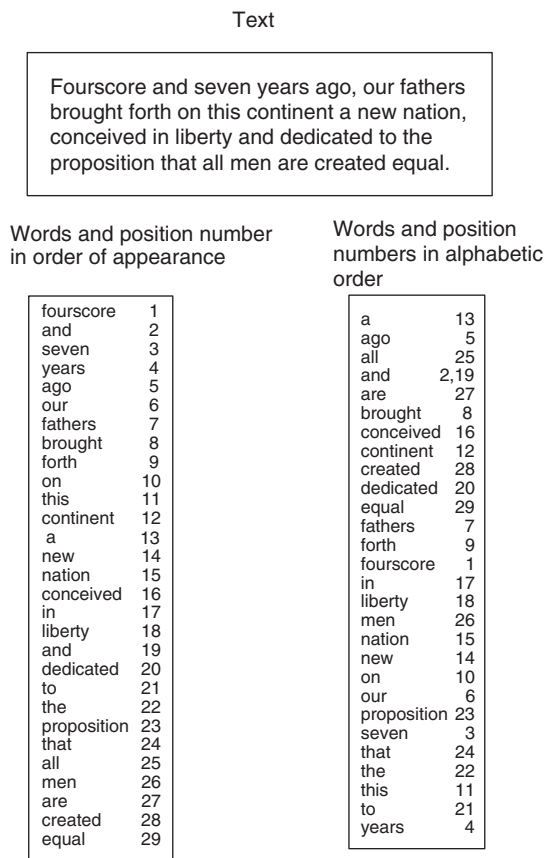 Text
Fourscore and seven years ago, our fathers
brought forth on this continent a new nation,
conceived in liberty and dedicated to the
proposition that all men are created equal.
Words and position number
in order of appearance
fourscore 1
and 2
seven 3
years 4
ago 5
our 6
fathers 7
brought 8
forth 9
on 10
this 11
continent 12
a 13
new 14
nation 15
conceived 16
in 17
liberty 18
and 19
dedicated 20
to 21
the 22
proposition 23
that 24
all 25
men 26
are 27
created 28
equal 29
Words and position
numbers in alphabetic
order
a 13
ago 5
all 25
and 2,19
are 27
brought 8
conceived 16
continent 12
created 28
dedicated 20
equal 29
fathers 7
forth 9
fourscore 1
in 17
liberty 18
men 26
nation 15
new 14
on 10
our 6
proposition 23
seven 3
that 24
the 22
this 11
to 21
years 4